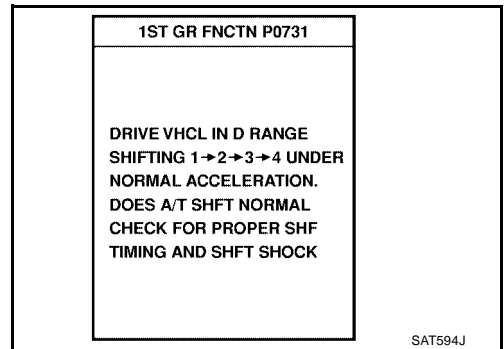 1ST GR FNCTN P0731
DRIVE VHCL IN D RANGE
SHIFTING 1→2→3→4 UNDER
NORMAL ACCELERATION.
DOES A/T SHFT NORMAL
CHECK FOR PROPER SHF
TIMING AND SHFT SHOCK
SAT594J